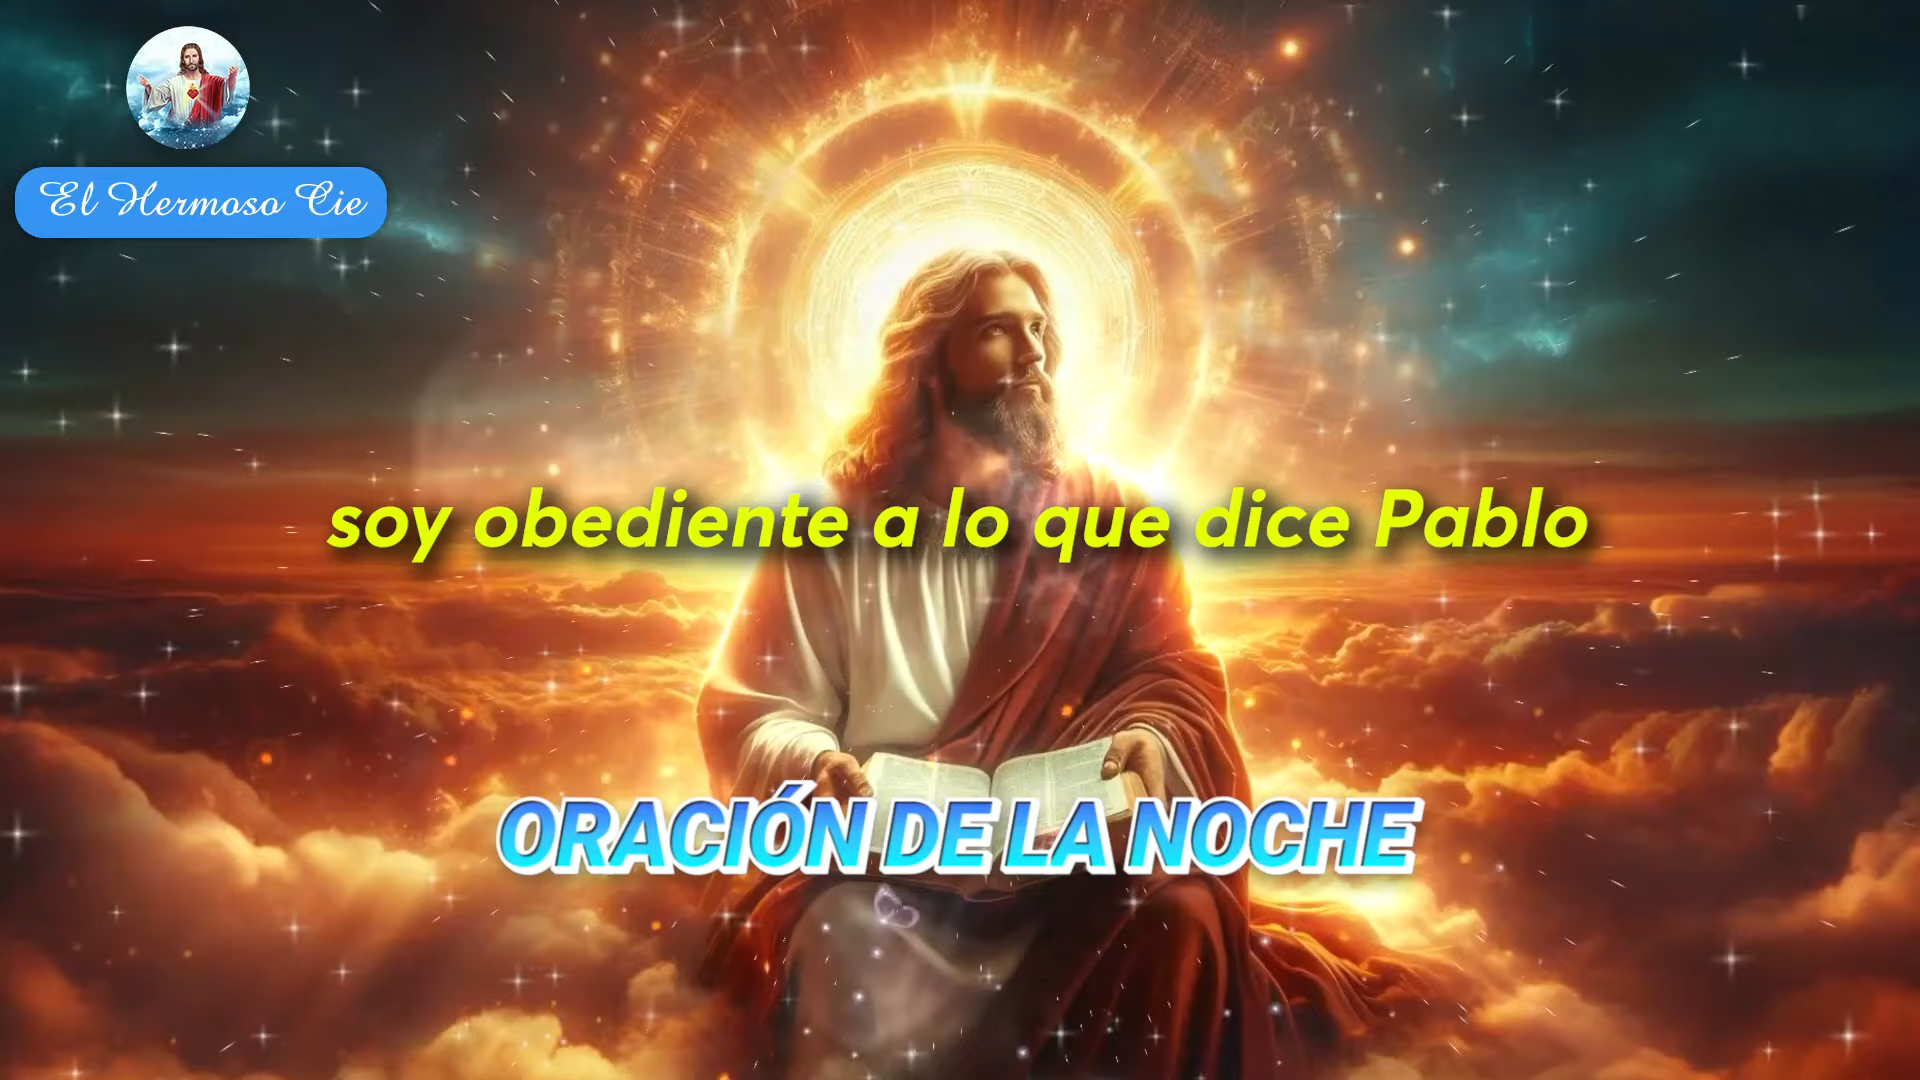 El Hermoso Cie
soy obediente a lo que dice Pablo
ORACIÓN DE LA NOCHE